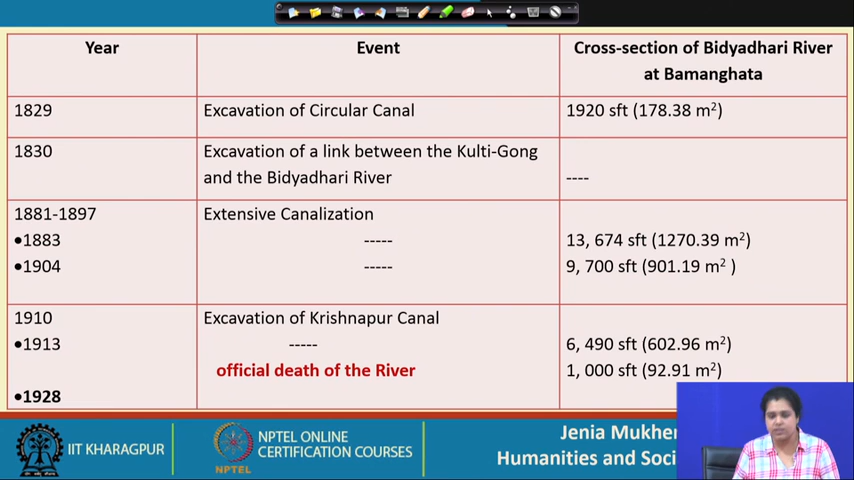 Year
Event
Cross-section of Bidyadhari River
at Bamanghata
1829
Excavation of Circular Canal
1920 sft (178.38 m²)
1830
Excavation of a link between the Kulti-Gong
and the Bidyadhari River
----
1881-1897
Extensive Canalization
•1883
-----
13, 674 sft (1270.39 m²)
•1904
-----
9, 700 sft (901.19 m² )
1910
Excavation of Krishnapur Canal
•1913
-----
6, 490 sft (602.96 m²)
official death of the River
1, 000 sft (92.91 m²)
•1928
IIT KHARAGPUR
NPTEL
NPTEL ONLINE
CERTIFICATION COURSES
Jenia
Humanities and